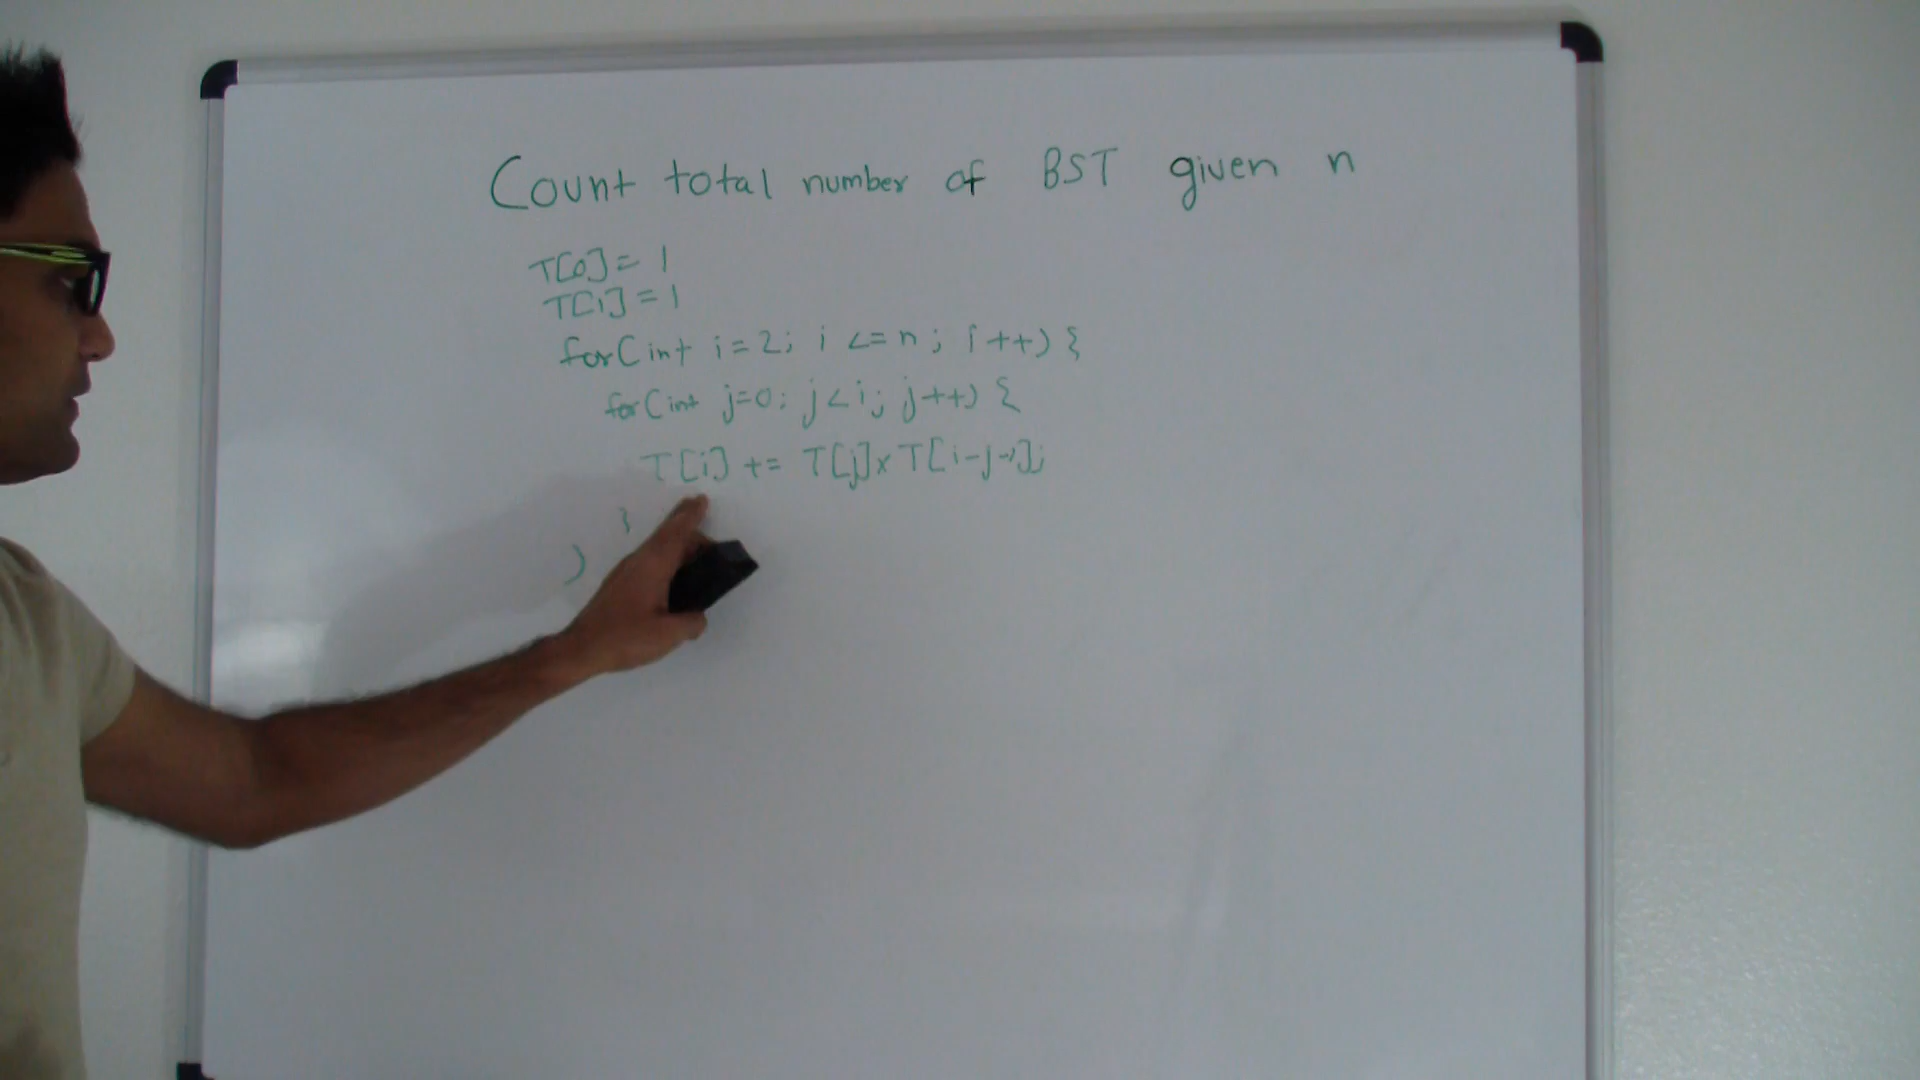 Count total number of BST given n
T[0] = 1
T[1] = 1
for(int i=2; i <= n; i++) {
for(int j=0; j<i; j++) {
T[i] += T[j]x T[i-j-1];
}
}